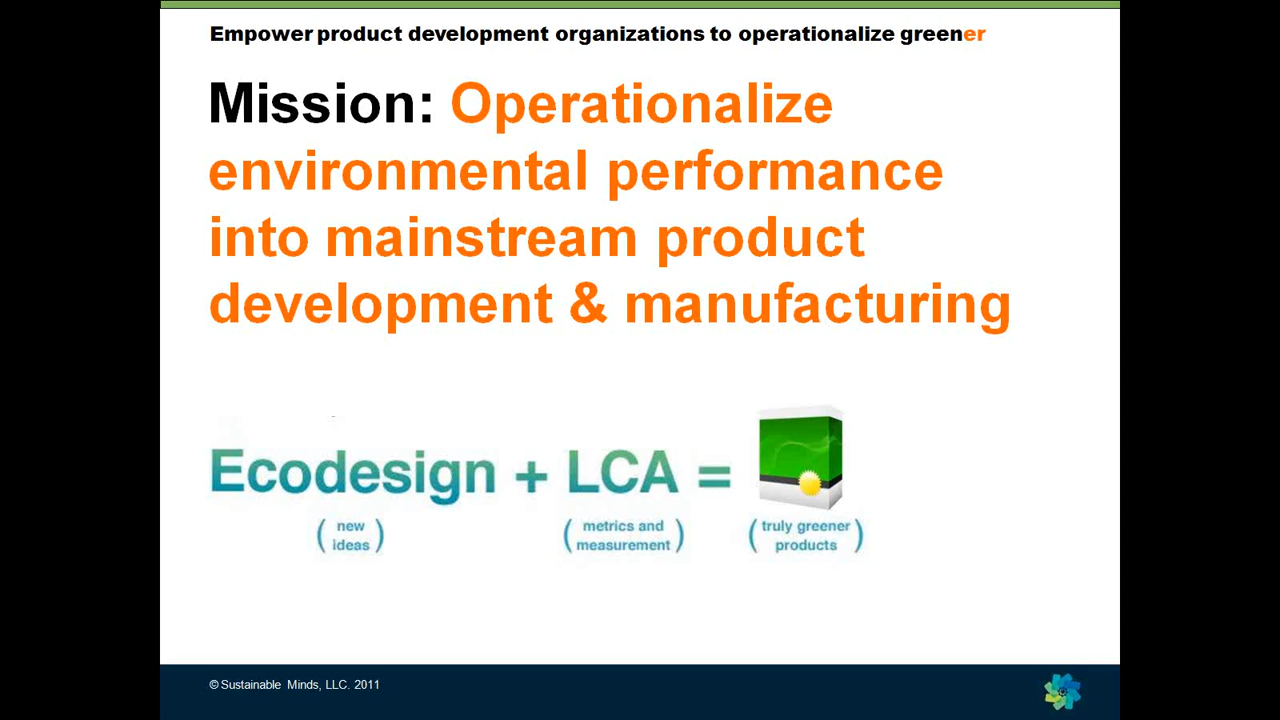 Empower product development organizations to operationalize greener
Mission: Operationalize
environmental performance
into mainstream product
development & manufacturing
Ecodesign + LCA =
( new ideas ) ( metrics and measurement ) ( truly greener products )
© Sustainable Minds, LLC. 2011